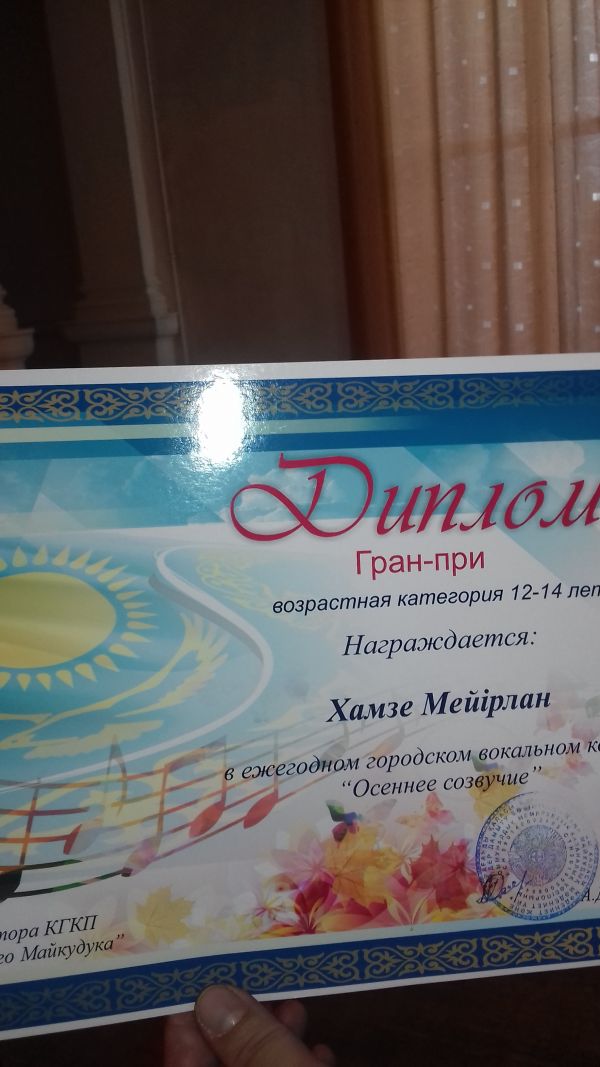 Диплом
Гран-при
возрастная категория 12-14 лет
Награждается:
Хамзе Мейірлан
в ежегодном городском вокальном ко
“Осеннее созвучие”
тора КГКП
го Майкудука”
А.Д